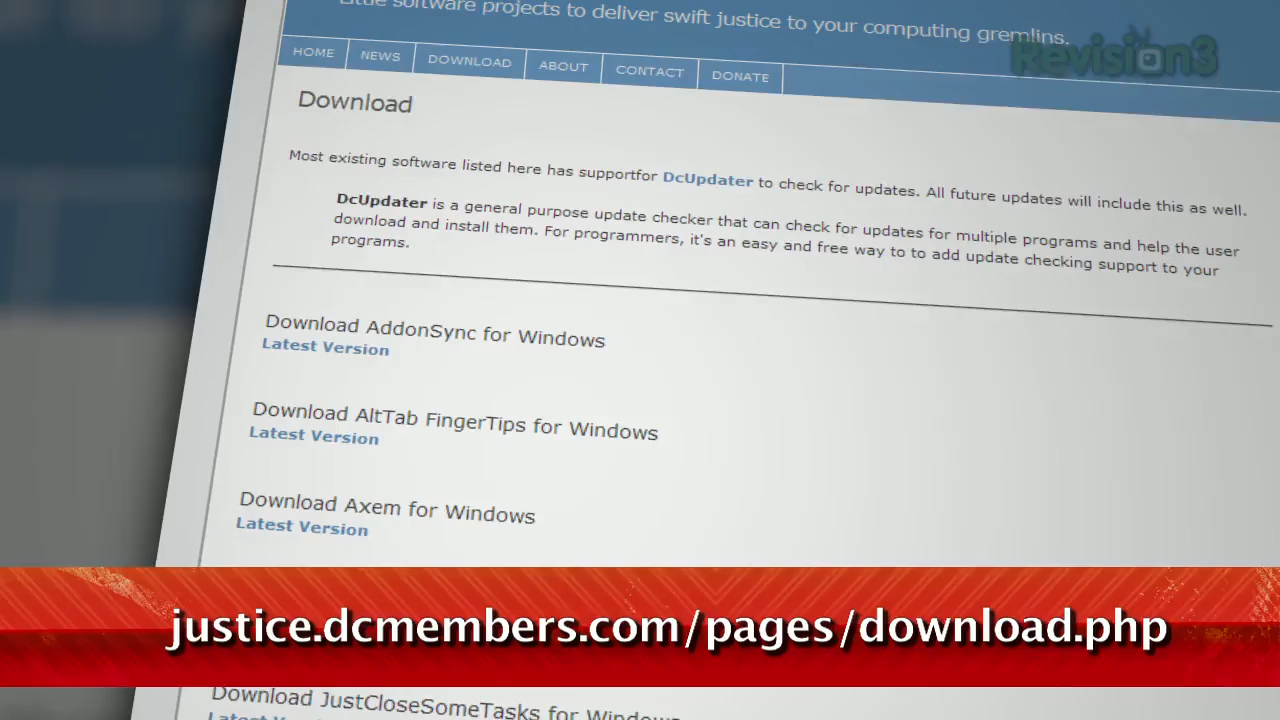 Little software projects to deliver swift justice to your computing gremlins.
Revision3
HOME NEWS DOWNLOAD ABOUT CONTACT DONATE
Download
Most existing software listed here has supportfor DcUpdater to check for updates. All future updates will include this as well.
DcUpdater is a general purpose update checker that can check for updates for multiple programs and help the user
download and install them. For programmers, it's an easy and free way to to add update checking support to your
programs.
Download AddonSync for Windows
Latest Version
Download AltTab FingerTips for Windows
Latest Version
Download Axem for Windows
Latest Version
justice.dcmembers.com/pages/download.php
Download JustCloseSomeTasks for Windows
Latest